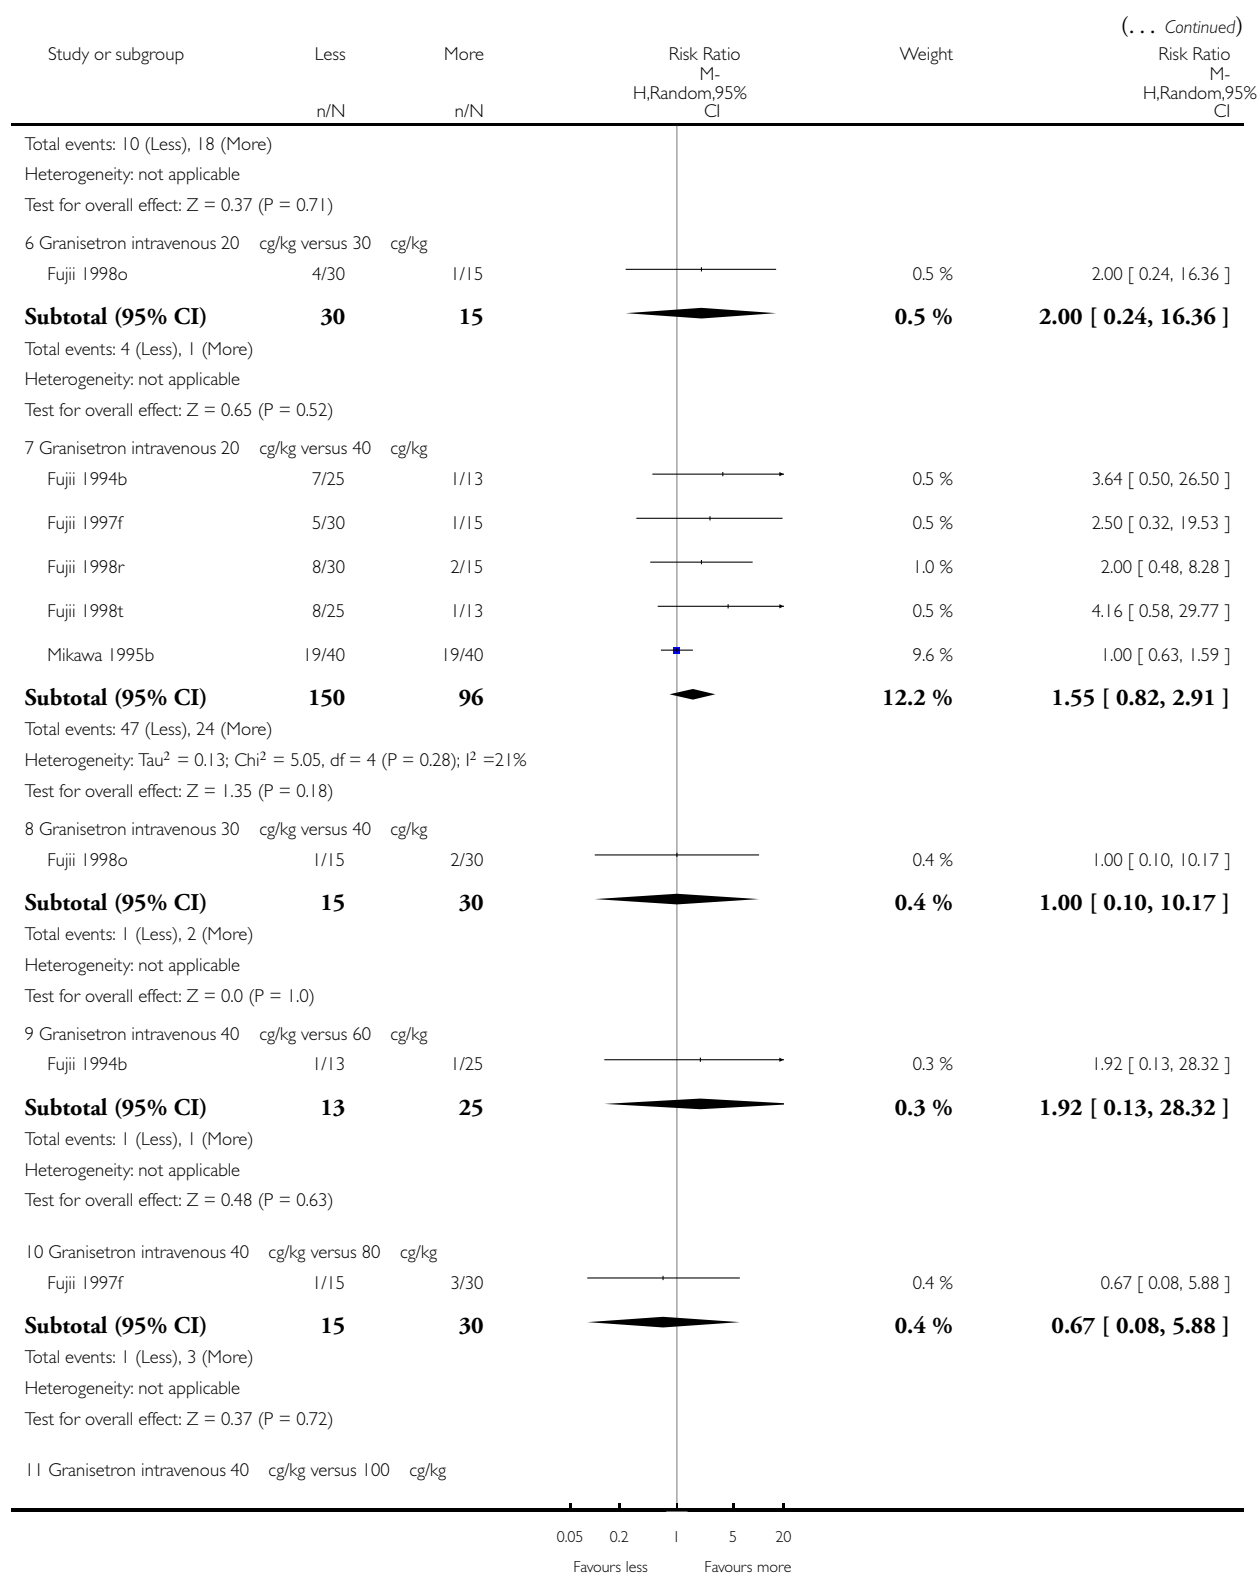 (... Continued)
Study or subgroup Less More Risk Ratio Weight Risk Ratio
M-H,Random,95% CI M-H,Random,95% CI
n/N n/N
Total events: 10 (Less), 18 (More)
Heterogeneity: not applicable
Test for overall effect: Z = 0.37 (P = 0.71)
6 Granisetron intravenous 20 cg/kg versus 30 cg/kg
Fujii 1998o 4/30 1/15 0.5 % 2.00 [ 0.24, 16.36 ]
Subtotal (95% CI) 30 15 0.5 % 2.00 [ 0.24, 16.36 ]
Total events: 4 (Less), 1 (More)
Heterogeneity: not applicable
Test for overall effect: Z = 0.65 (P = 0.52)
7 Granisetron intravenous 20 cg/kg versus 40 cg/kg
Fujii 1994b 7/25 1/13 0.5 % 3.64 [ 0.50, 26.50 ]
Fujii 1997f 5/30 1/15 0.5 % 2.50 [ 0.32, 19.53 ]
Fujii 1998r 8/30 2/15 1.0 % 2.00 [ 0.48, 8.28 ]
Fujii 1998t 8/25 1/13 0.5 % 4.16 [ 0.58, 29.77 ]
Mikawa 1995b 19/40 19/40 9.6 % 1.00 [ 0.63, 1.59 ]
Subtotal (95% CI) 150 96 12.2 % 1.55 [ 0.82, 2.91 ]
Total events: 47 (Less), 24 (More)
Heterogeneity: Tau² = 0.13; Chi² = 5.05, df = 4 (P = 0.28); I² =21%
Test for overall effect: Z = 1.35 (P = 0.18)
8 Granisetron intravenous 30 cg/kg versus 40 cg/kg
Fujii 1998o 1/15 2/30 0.4 % 1.00 [ 0.10, 10.17 ]
Subtotal (95% CI) 15 30 0.4 % 1.00 [ 0.10, 10.17 ]
Total events: 1 (Less), 2 (More)
Heterogeneity: not applicable
Test for overall effect: Z = 0.0 (P = 1.0)
9 Granisetron intravenous 40 cg/kg versus 60 cg/kg
Fujii 1994b 1/13 1/25 0.3 % 1.92 [ 0.13, 28.32 ]
Subtotal (95% CI) 13 25 0.3 % 1.92 [ 0.13, 28.32 ]
Total events: 1 (Less), 1 (More)
Heterogeneity: not applicable
Test for overall effect: Z = 0.48 (P = 0.63)
10 Granisetron intravenous 40 cg/kg versus 80 cg/kg
Fujii 1997f 1/15 3/30 0.4 % 0.67 [ 0.08, 5.88 ]
Subtotal (95% CI) 15 30 0.4 % 0.67 [ 0.08, 5.88 ]
Total events: 1 (Less), 3 (More)
Heterogeneity: not applicable
Test for overall effect: Z = 0.37 (P = 0.72)
11 Granisetron intravenous 40 cg/kg versus 100 cg/kg
0.05 0.2 1 5 20
Favours less Favours more